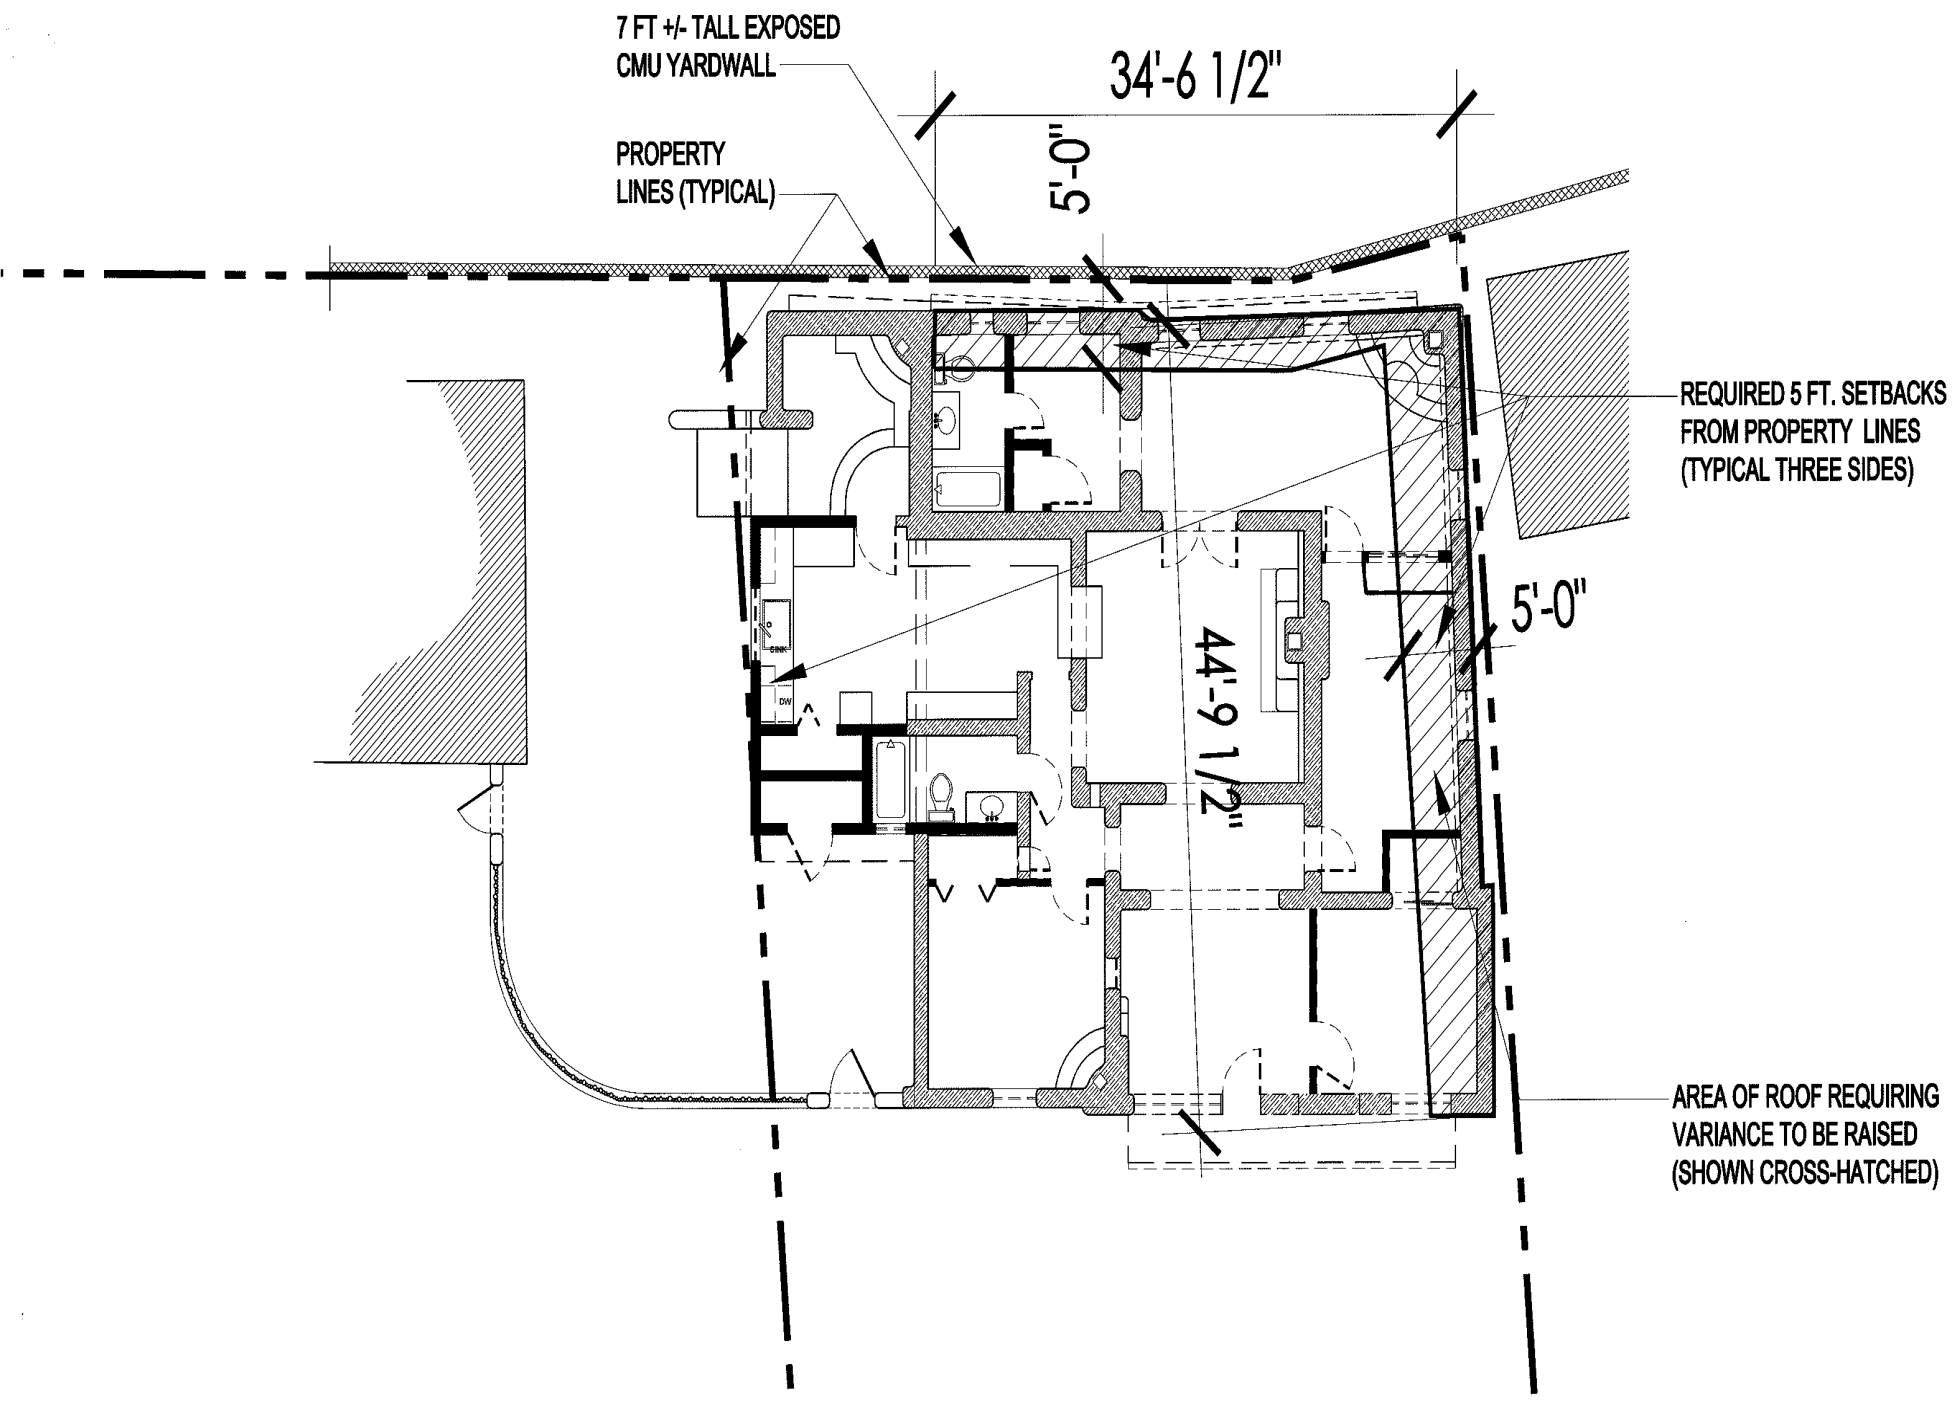 7 FT +/- TALL EXPOSED
CMU YARDWALL
34'-6 1/2"
5'-0"
PROPERTY
LINES (TYPICAL)
REQUIRED 5 FT. SETBACKS
FROM PROPERTY LINES
(TYPICAL THREE SIDES)
5'-0"
44'-9 1/2"
SINK
DW
AREA OF ROOF REQUIRING
VARIANCE TO BE RAISED
(SHOWN CROSS-HATCHED)